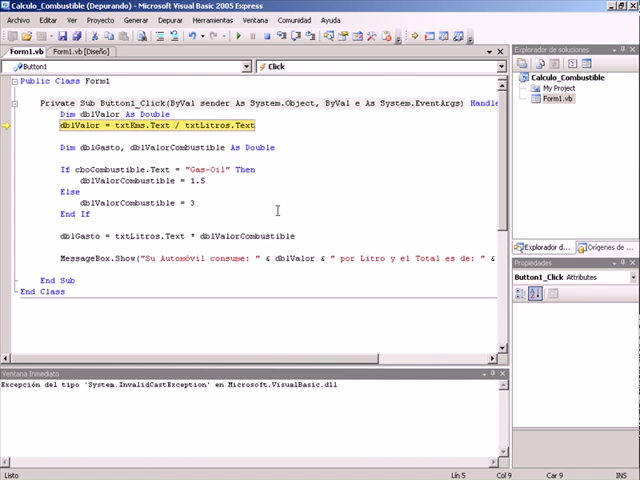 Calculo_Combustible (Depurando) - Microsoft Visual Basic 2005 Express
Archivo Editar Ver Proyecto Generar Depurar Herramientas Ventana Comunidad Ayuda
Form1.vb Form1.vb [Diseño]
Button1 Click
Public Class Form1
Private Sub Button1_Click(ByVal sender As System.Object, ByVal e As System.EventArgs) Handle
Dim dblValor As Double
dblValor = txtKms.Text / txtLitros.Text
Dim dblGasto, dblValorCombustible As Double
If cboCombustible.Text = "Gas-Oil" Then
dblValorCombustible = 1.5
Else
dblValorCombustible = 3
End If
dblGasto = txtLitros.Text * dblValorCombustible
MessageBox.Show("Su Automóvil consume: " & dblValor & " por Litro y el Total es de: " &
End Sub
End Class
Explorador de soluciones
Calculo_Combustible
My Project
Form1.vb
Explorador d... Orígenes de...
Propiedades
Button1_Click Attributes
Ventana Inmediato
Excepción del tipo 'System.InvalidCastException' en Microsoft.VisualBasic.dll
Listo Lín 5 Col 9 Car 9 INS